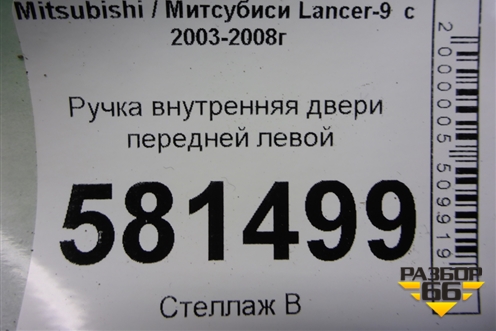 Mitsubishi / Митсубиси Lancer-9 с
2003-2008г
Ручка внутренняя двери
передней левой
581499
Стеллаж В
2000005509919
РАЗБОР
66